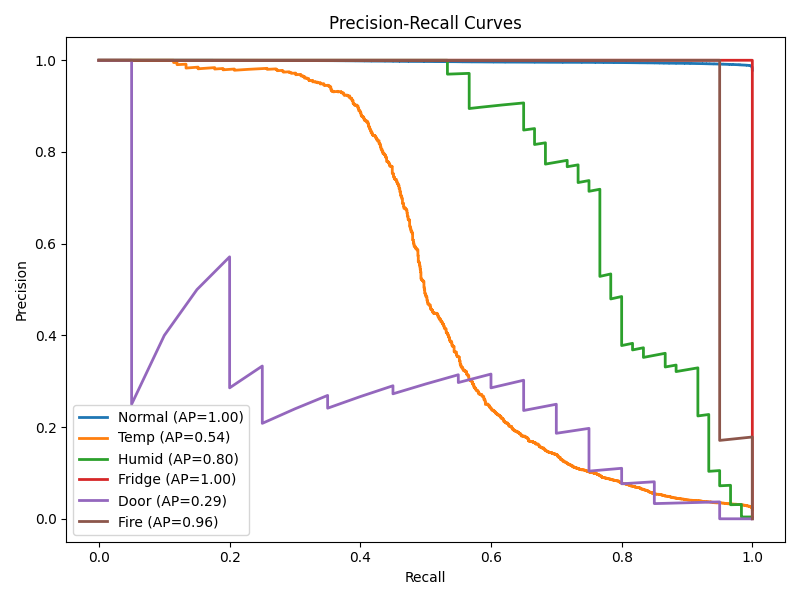 Precision-Recall Curves
Precision
1.0
0.8
0.6
0.4
0.2
0.0
Normal (AP=1.00)
Temp (AP=0.54)
Humid (AP=0.80)
Fridge (AP=1.00)
Door (AP=0.29)
Fire (AP=0.96)
0.0 0.2 0.4 0.6 0.8 1.0
Recall